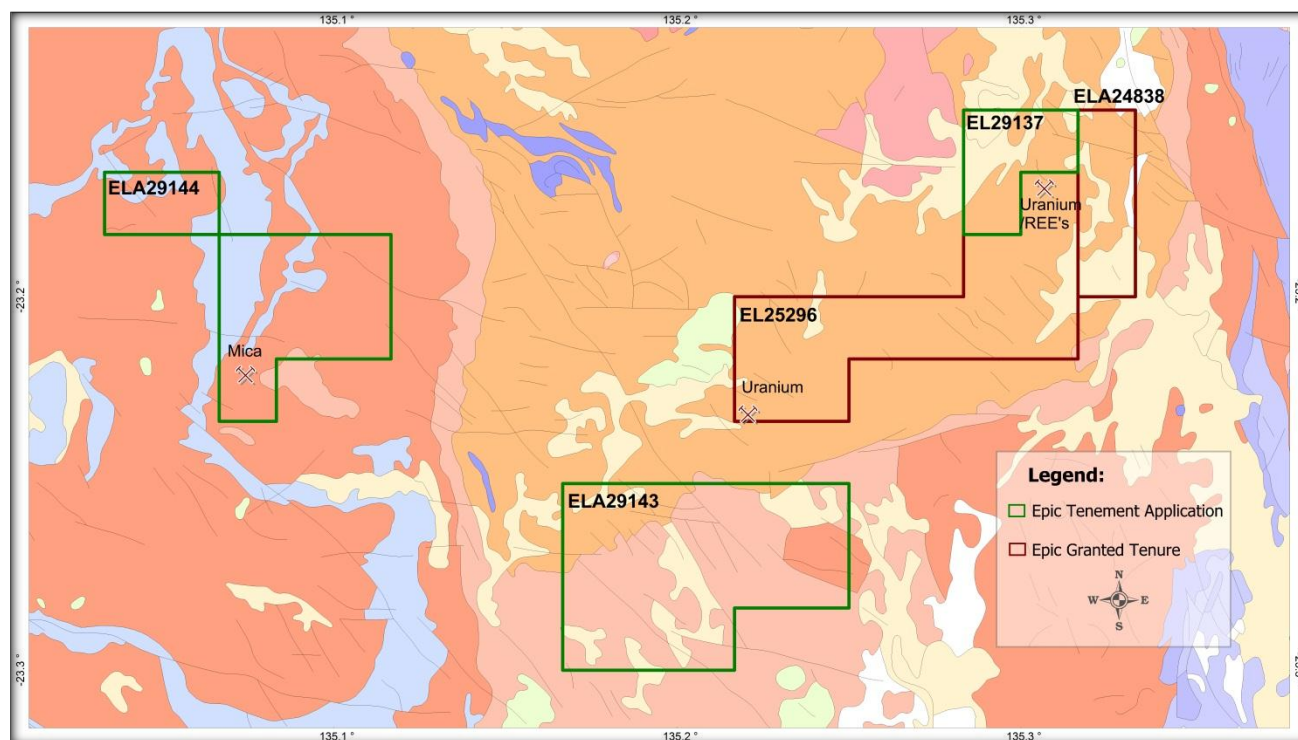 135.1 °
135.2 °
135.3 °
ELA24838
EL29137
ELA29144
Uranium
/REE's
-23.2 °
EL25296
Mica
Uranium
Legend:
ELA29143
Epic Tenement Application
Epic Granted Tenure
N
W
E
S
-23.3 °
135.1 °
135.2 °
135.3 °